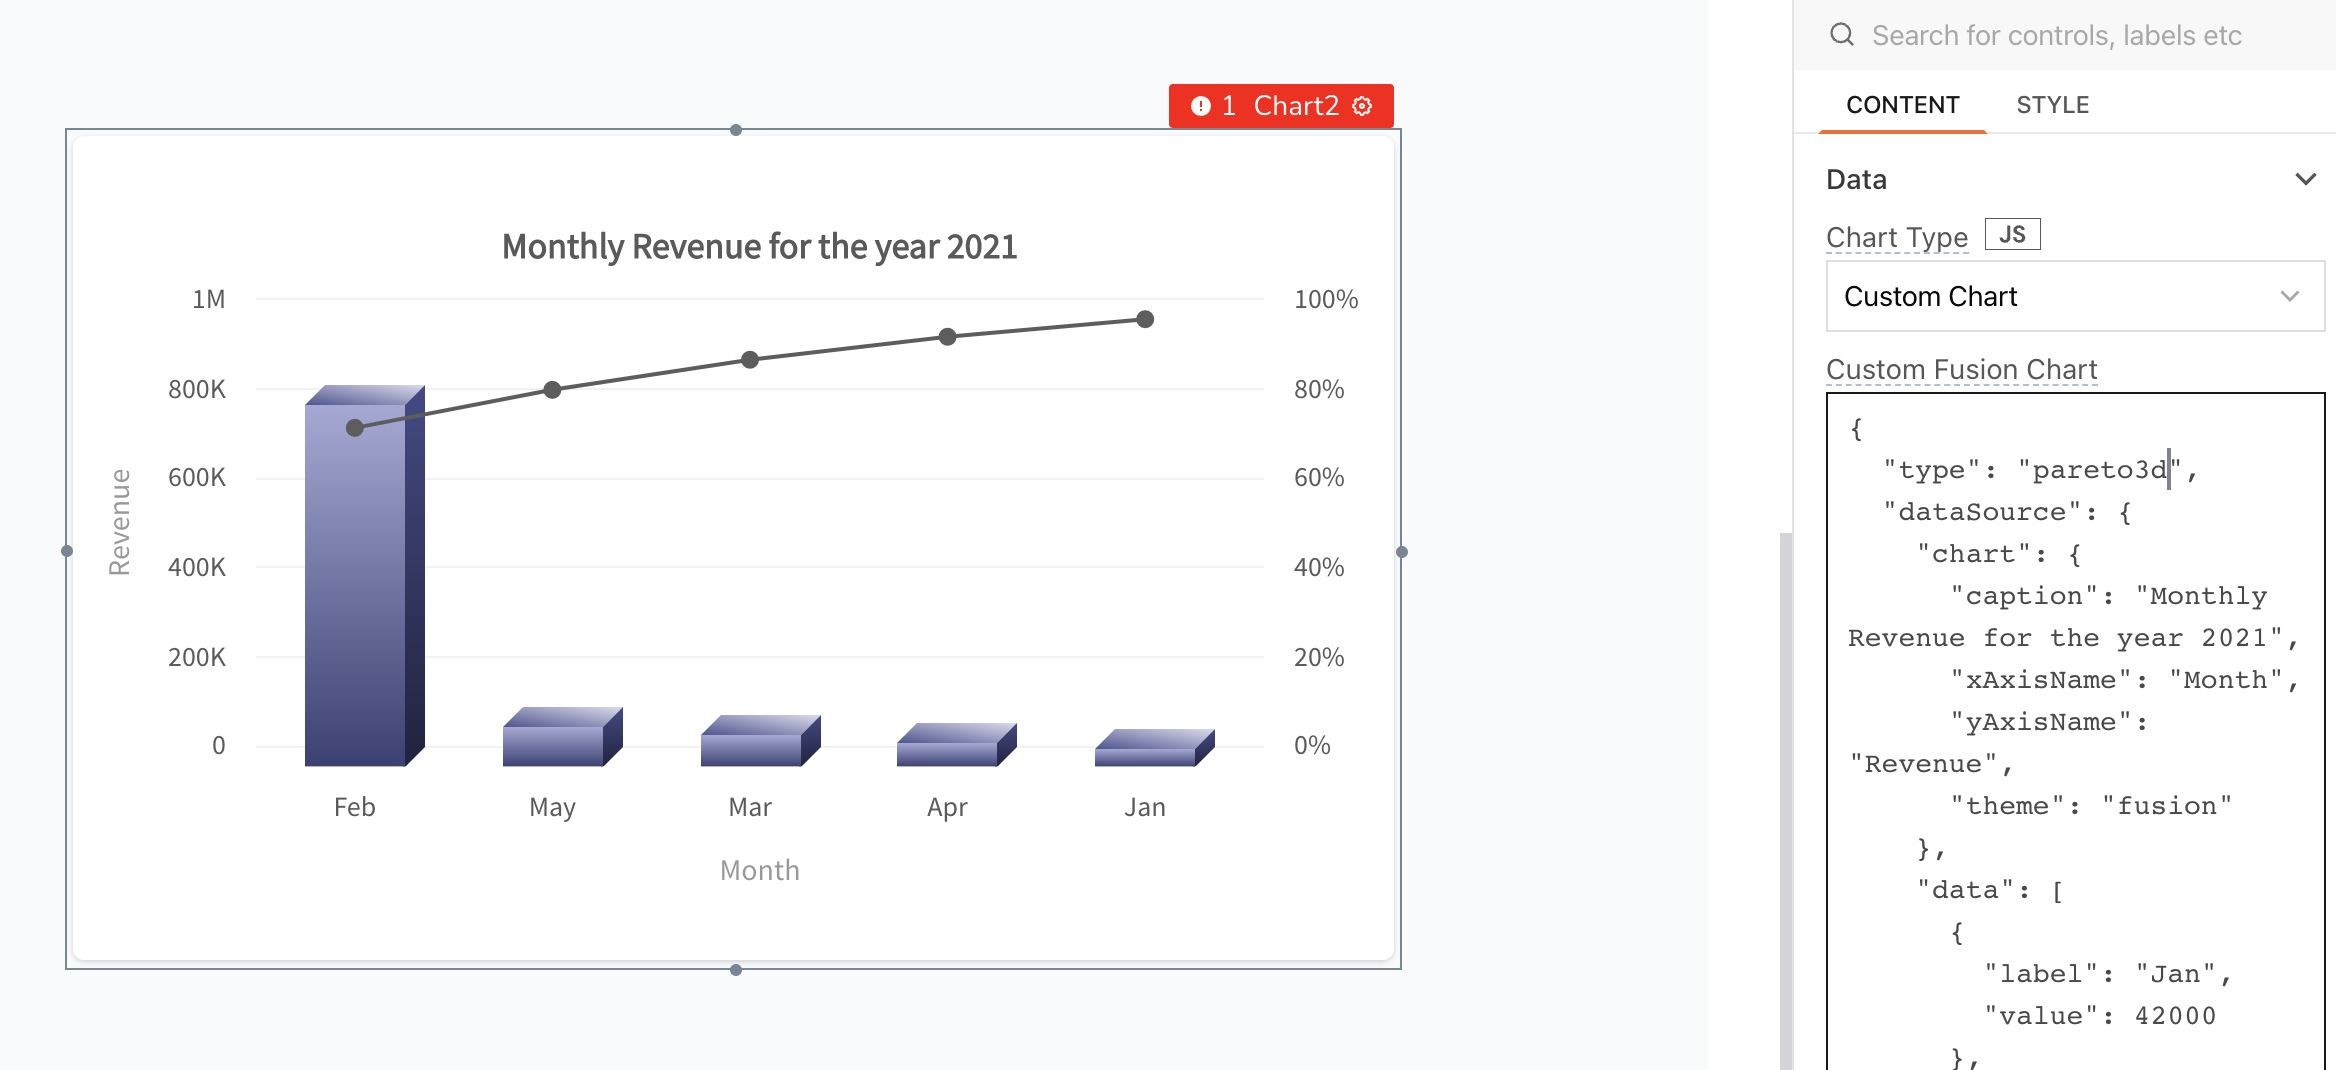 1 Chart2
Monthly Revenue for the year 2021
1M
800K
600K
400K
200K
0
Revenue
100%
80%
60%
40%
20%
0%
Feb
May
Mar
Apr
Jan
Month
Search for controls, labels etc
CONTENT
STYLE
Data
Chart Type
JS
Custom Chart
Custom Fusion Chart
{
"type": "pareto3d",
"dataSource": {
"chart": {
"caption": "Monthly
Revenue for the year 2021",
"xAxisName": "Month",
"yAxisName":
"Revenue",
"theme": "fusion"
},
"data": [
{
"label": "Jan",
"value": 42000
},